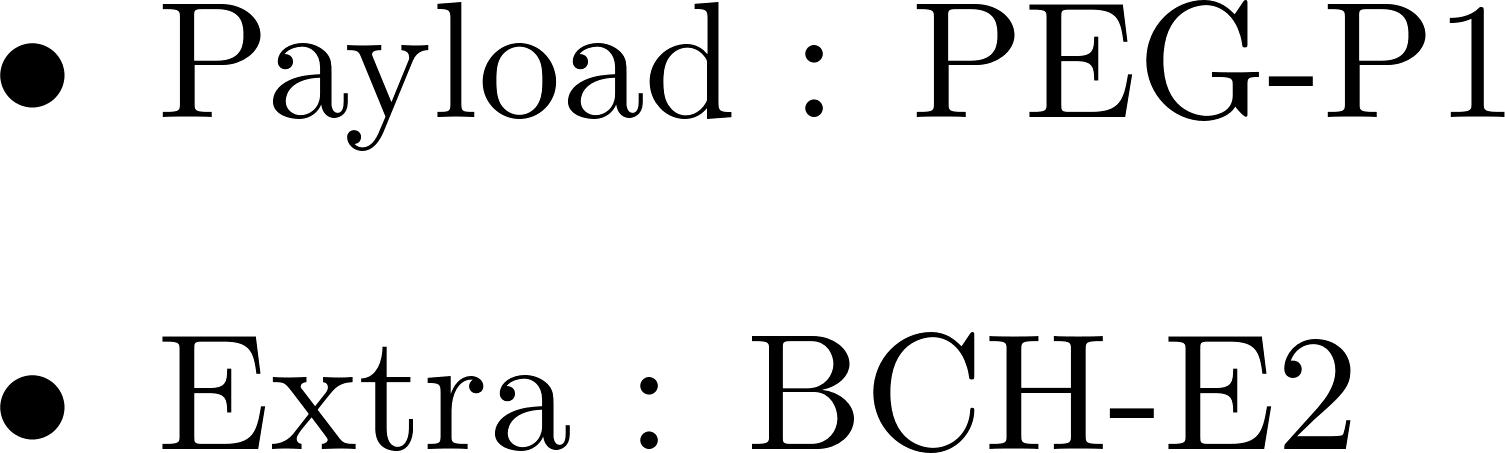 • Payload : PEG-P1
• Extra : BCH-E2